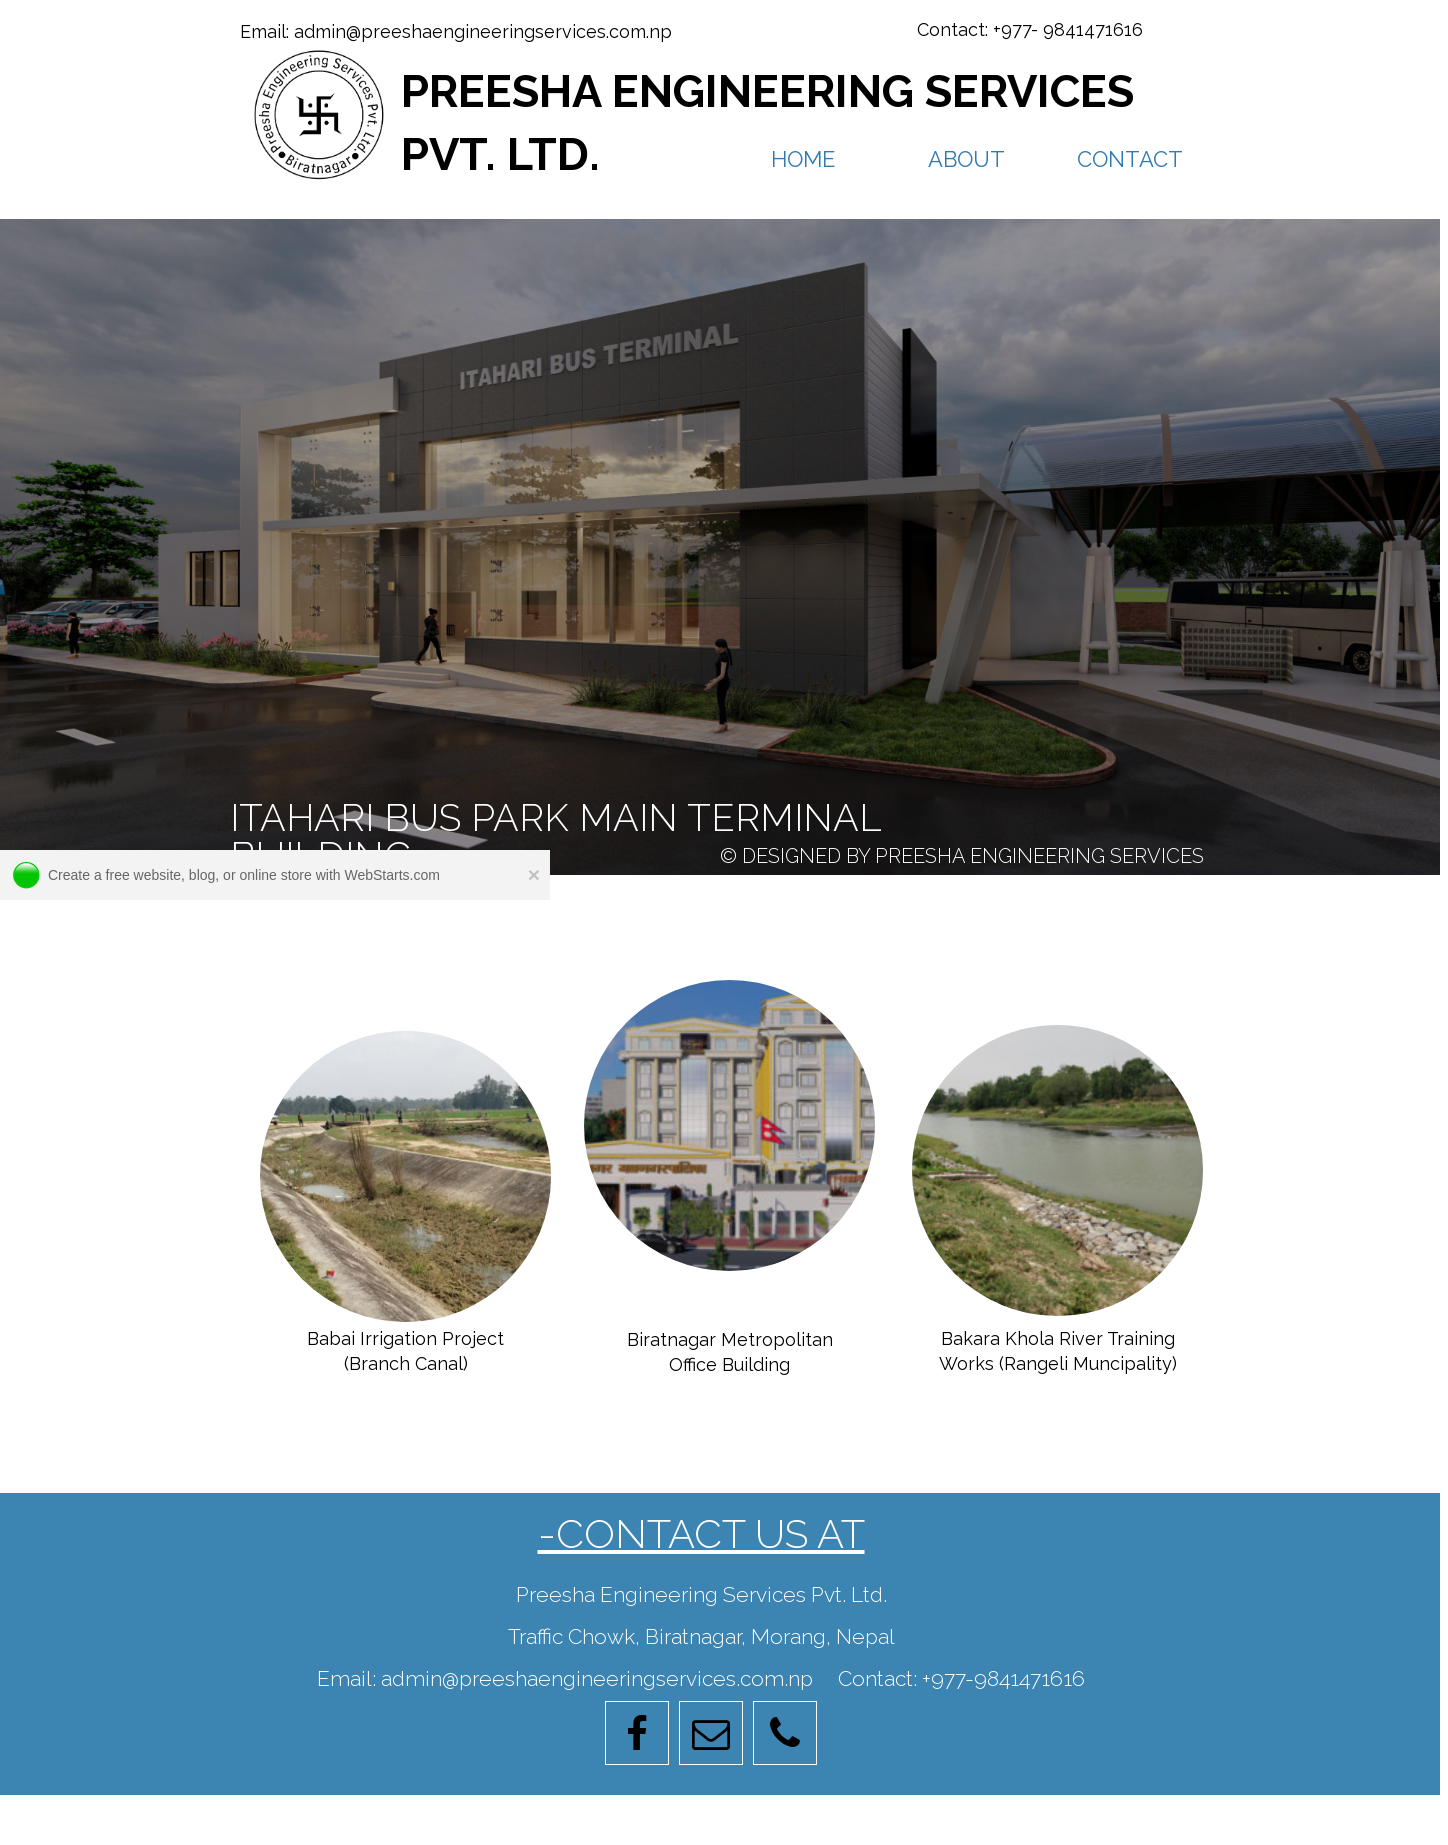 Email: admin@preeshaengineeringservices.com.np
Contact: +977- 9841471616
Preesha Engineering Services Pvt. Ltd.
Biratnagar
PREESHA ENGINEERING SERVICES
PVT. LTD.
HOME
ABOUT
CONTACT
ITAHARI BUS TERMINAL
ITAHARI BUS PARK MAIN TERMINAL
BUILDING
© DESIGNED BY PREESHA ENGINEERING SERVICES
Create a free website, blog, or online store with WebStarts.com
×
Babai Irrigation Project
(Branch Canal)
Biratnagar Metropolitan
Office Building
Bakara Khola River Training
Works (Rangeli Muncipality)
-CONTACT US AT
Preesha Engineering Services Pvt. Ltd.
Traffic Chowk, Biratnagar, Morang, Nepal
Email: admin@preeshaengineeringservices.com.np Contact: +977-9841471616